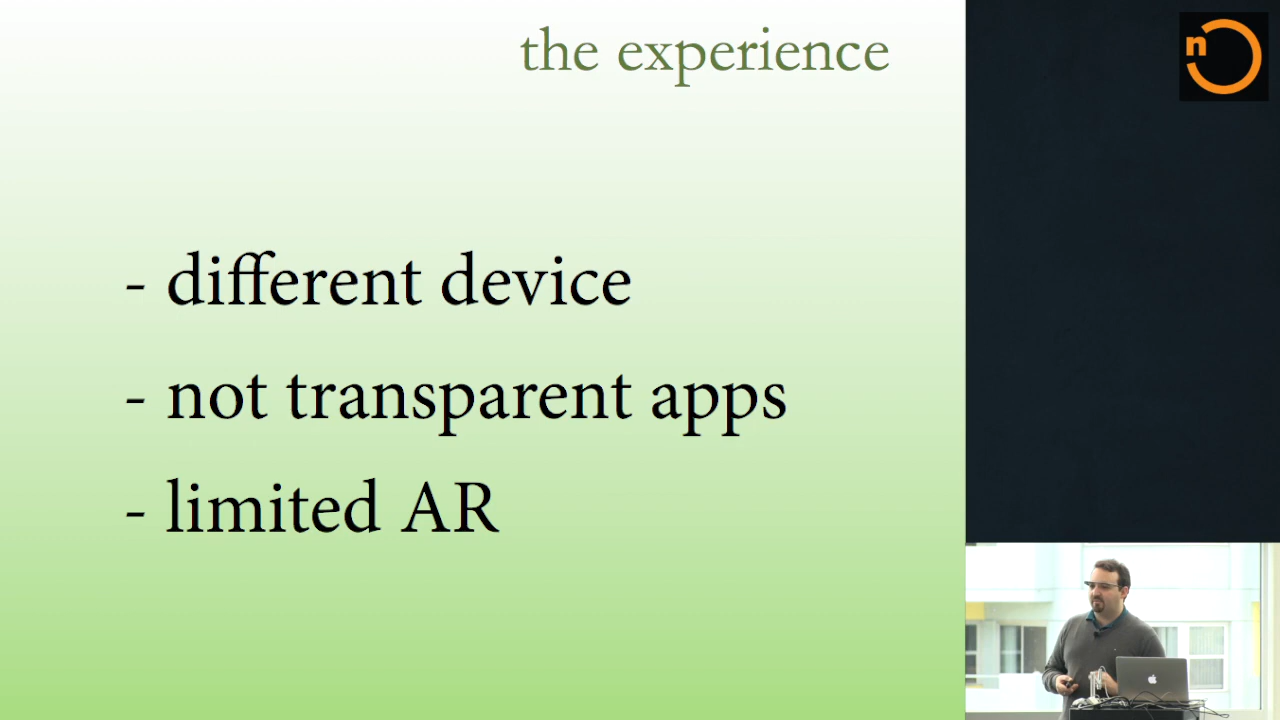 the experience
n
- different device
- not transparent apps
- limited AR